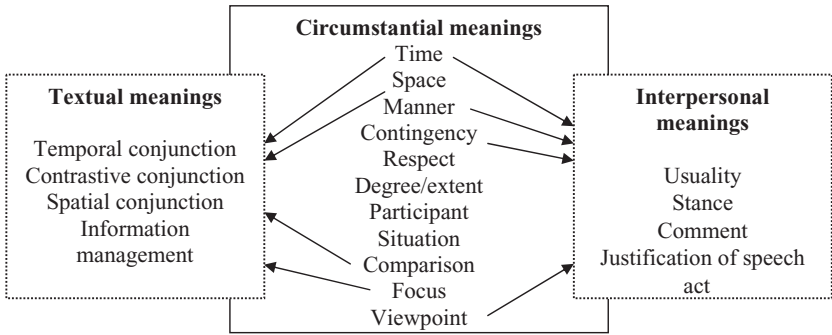 Circumstantial meanings
Time
Space
Manner
Contingency
Respect
Degree/extent
Participant
Situation
Comparison
Focus
Viewpoint
Textual meanings
Temporal conjunction
Contrastive conjunction
Spatial conjunction
Information
management
Interpersonal
meanings
Usuality
Stance
Comment
Justification of speech
act